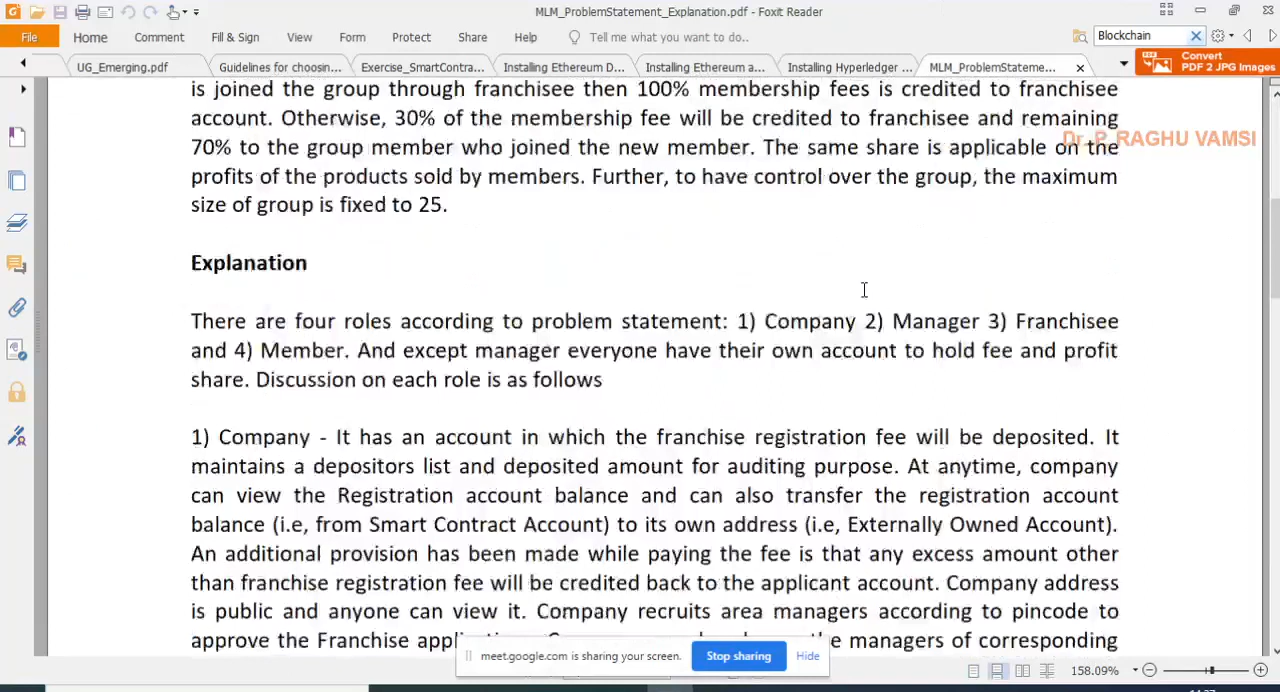 MLM_ProblemStatement_Explanation.pdf - Foxit Reader
File Home Comment Fill & Sign View Form Protect Share Help Tell me what you want to do.. Blockchain
UG_Emerging.pdf Guidelines for choosin... Exercise_Smartcontra... Installing Ethereum D... Installing Ethereum a... Installing Hyperledger ... MLM_ProblemStateme...
Convert
PDF 2 JPG Images
is joined the group through franchisee then 100% membership fees is credited to franchisee
account. Otherwise, 30% of the membership fee will be credited to franchisee and remaining
Dr. P. RAGHU VAMSI
70% to the group member who joined the new member. The same share is applicable on the
profits of the products sold by members. Further, to have control over the group, the maximum
size of group is fixed to 25.
Explanation
There are four roles according to problem statement: 1) Company 2) Manager 3) Franchisee
and 4) Member. And except manager everyone have their own account to hold fee and profit
share. Discussion on each role is as follows
1) Company - It has an account in which the franchise registration fee will be deposited. It
maintains a depositors list and deposited amount for auditing purpose. At anytime, company
can view the Registration account balance and can also transfer the registration account
balance (i.e, from Smart Contract Account) to its own address (i.e, Externally Owned Account).
An additional provision has been made while paying the fee is that any excess amount other
than franchise registration fee will be credited back to the applicant account. Company address
is public and anyone can view it. Company recruits area managers according to pincode to
approve the Franchise the managers of corresponding
meet.google.com is sharing your screen. Stop sharing Hide
158.09%